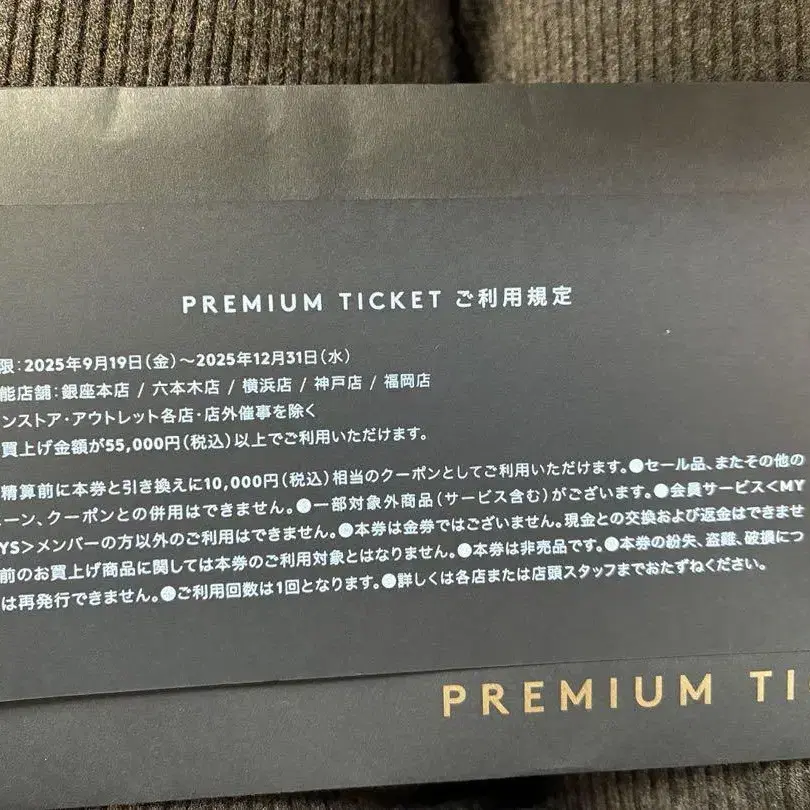 PREMIUM TICKET ご利用規定
限：2025年9月19日（金）～2025年12月31日（水）
能店舗：銀座本店 / 六本木店 / 横浜店 / 神戸店 / 福岡店
ンストア・アウトレット各店・店外催事を除く
買上げ金額が55,000円（税込）以上でご利用いただけます。
精算前に本券と引き換えに10,000円（税込）相当のクーポンとしてご利用いただけます。●セール品、またその他の
ーン、クーポンとの併用はできません。●一部対象外商品（サービス含む）がございます。●会員サービス<MY
YS>メンバーの方以外のご利用はできません。●本券は金券ではございません。現金との交換および返金はできませ
前のお買上げ商品に関しては本券のご利用対象とはなりません。●本券は非売品です。●本券の紛失、盗難、破損につ
は再発行できません。●ご利用回数は1回となります。●詳しくは各店または店頭スタッフまでおたずねください。
PREMIUM TI